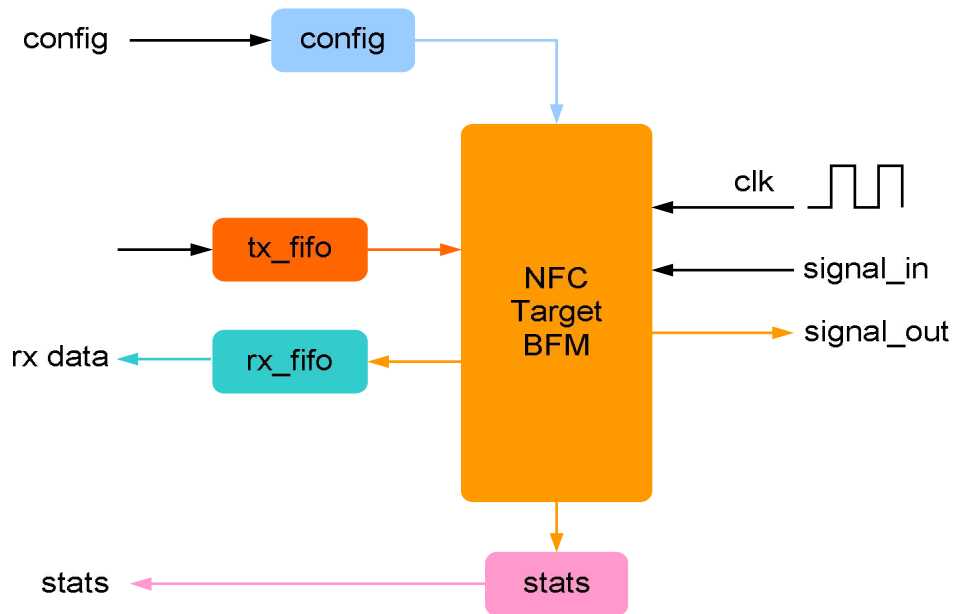 config
config
clk
tx_fifo
signal_in
NFC
Target
BFM
signal_out
rx data
rx_fifo
stats
stats